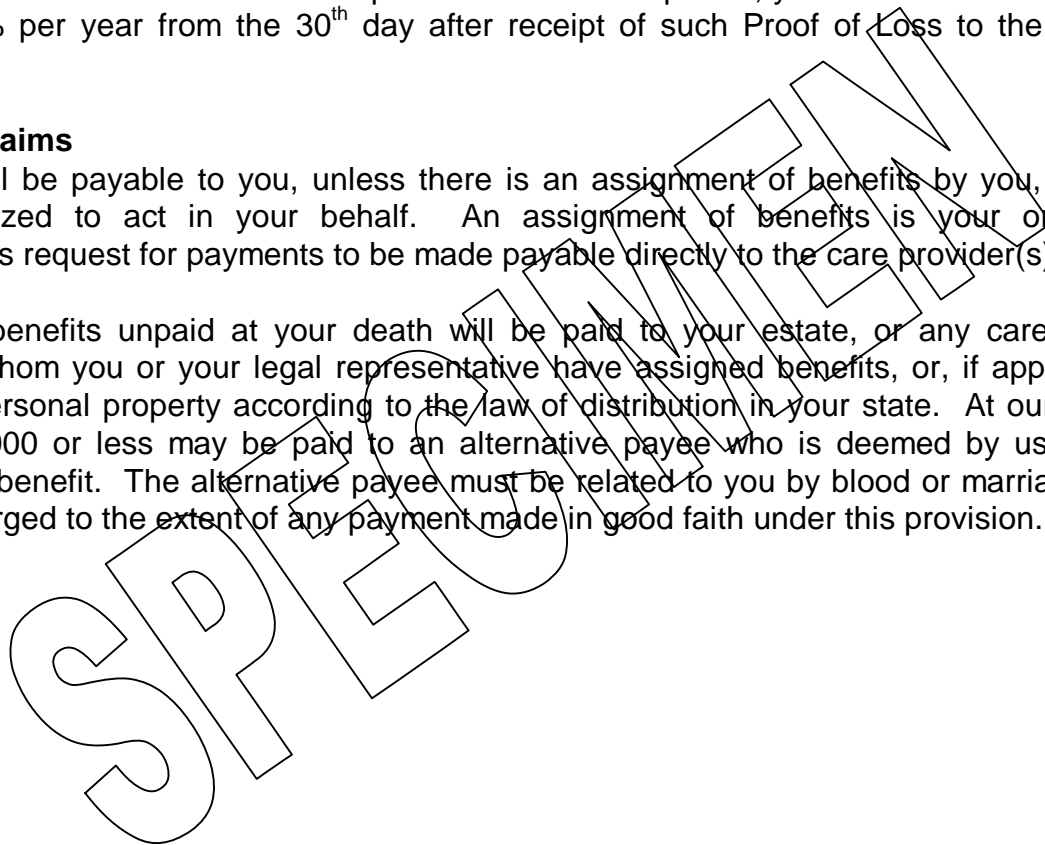 per year from the 30th day after receipt of such Proof of Loss to the
aims
l be payable to you, unless there is an assignment of benefits by you,
zed to act in your behalf. An assignment of benefits is your o
s request for payments to be made payable directly to the care provider(s)
benefits unpaid at your death will be paid to your estate, or any care
hom you or your legal representative have assigned benefits, or, if app
ersonal property according to the law of distribution in your state. At our
000 or less may be paid to an alternative payee who is deemed by us
benefit. The alternative payee must be related to you by blood or marria
rged to the extent of any payment made in good faith under this provision.
SPECIMEN